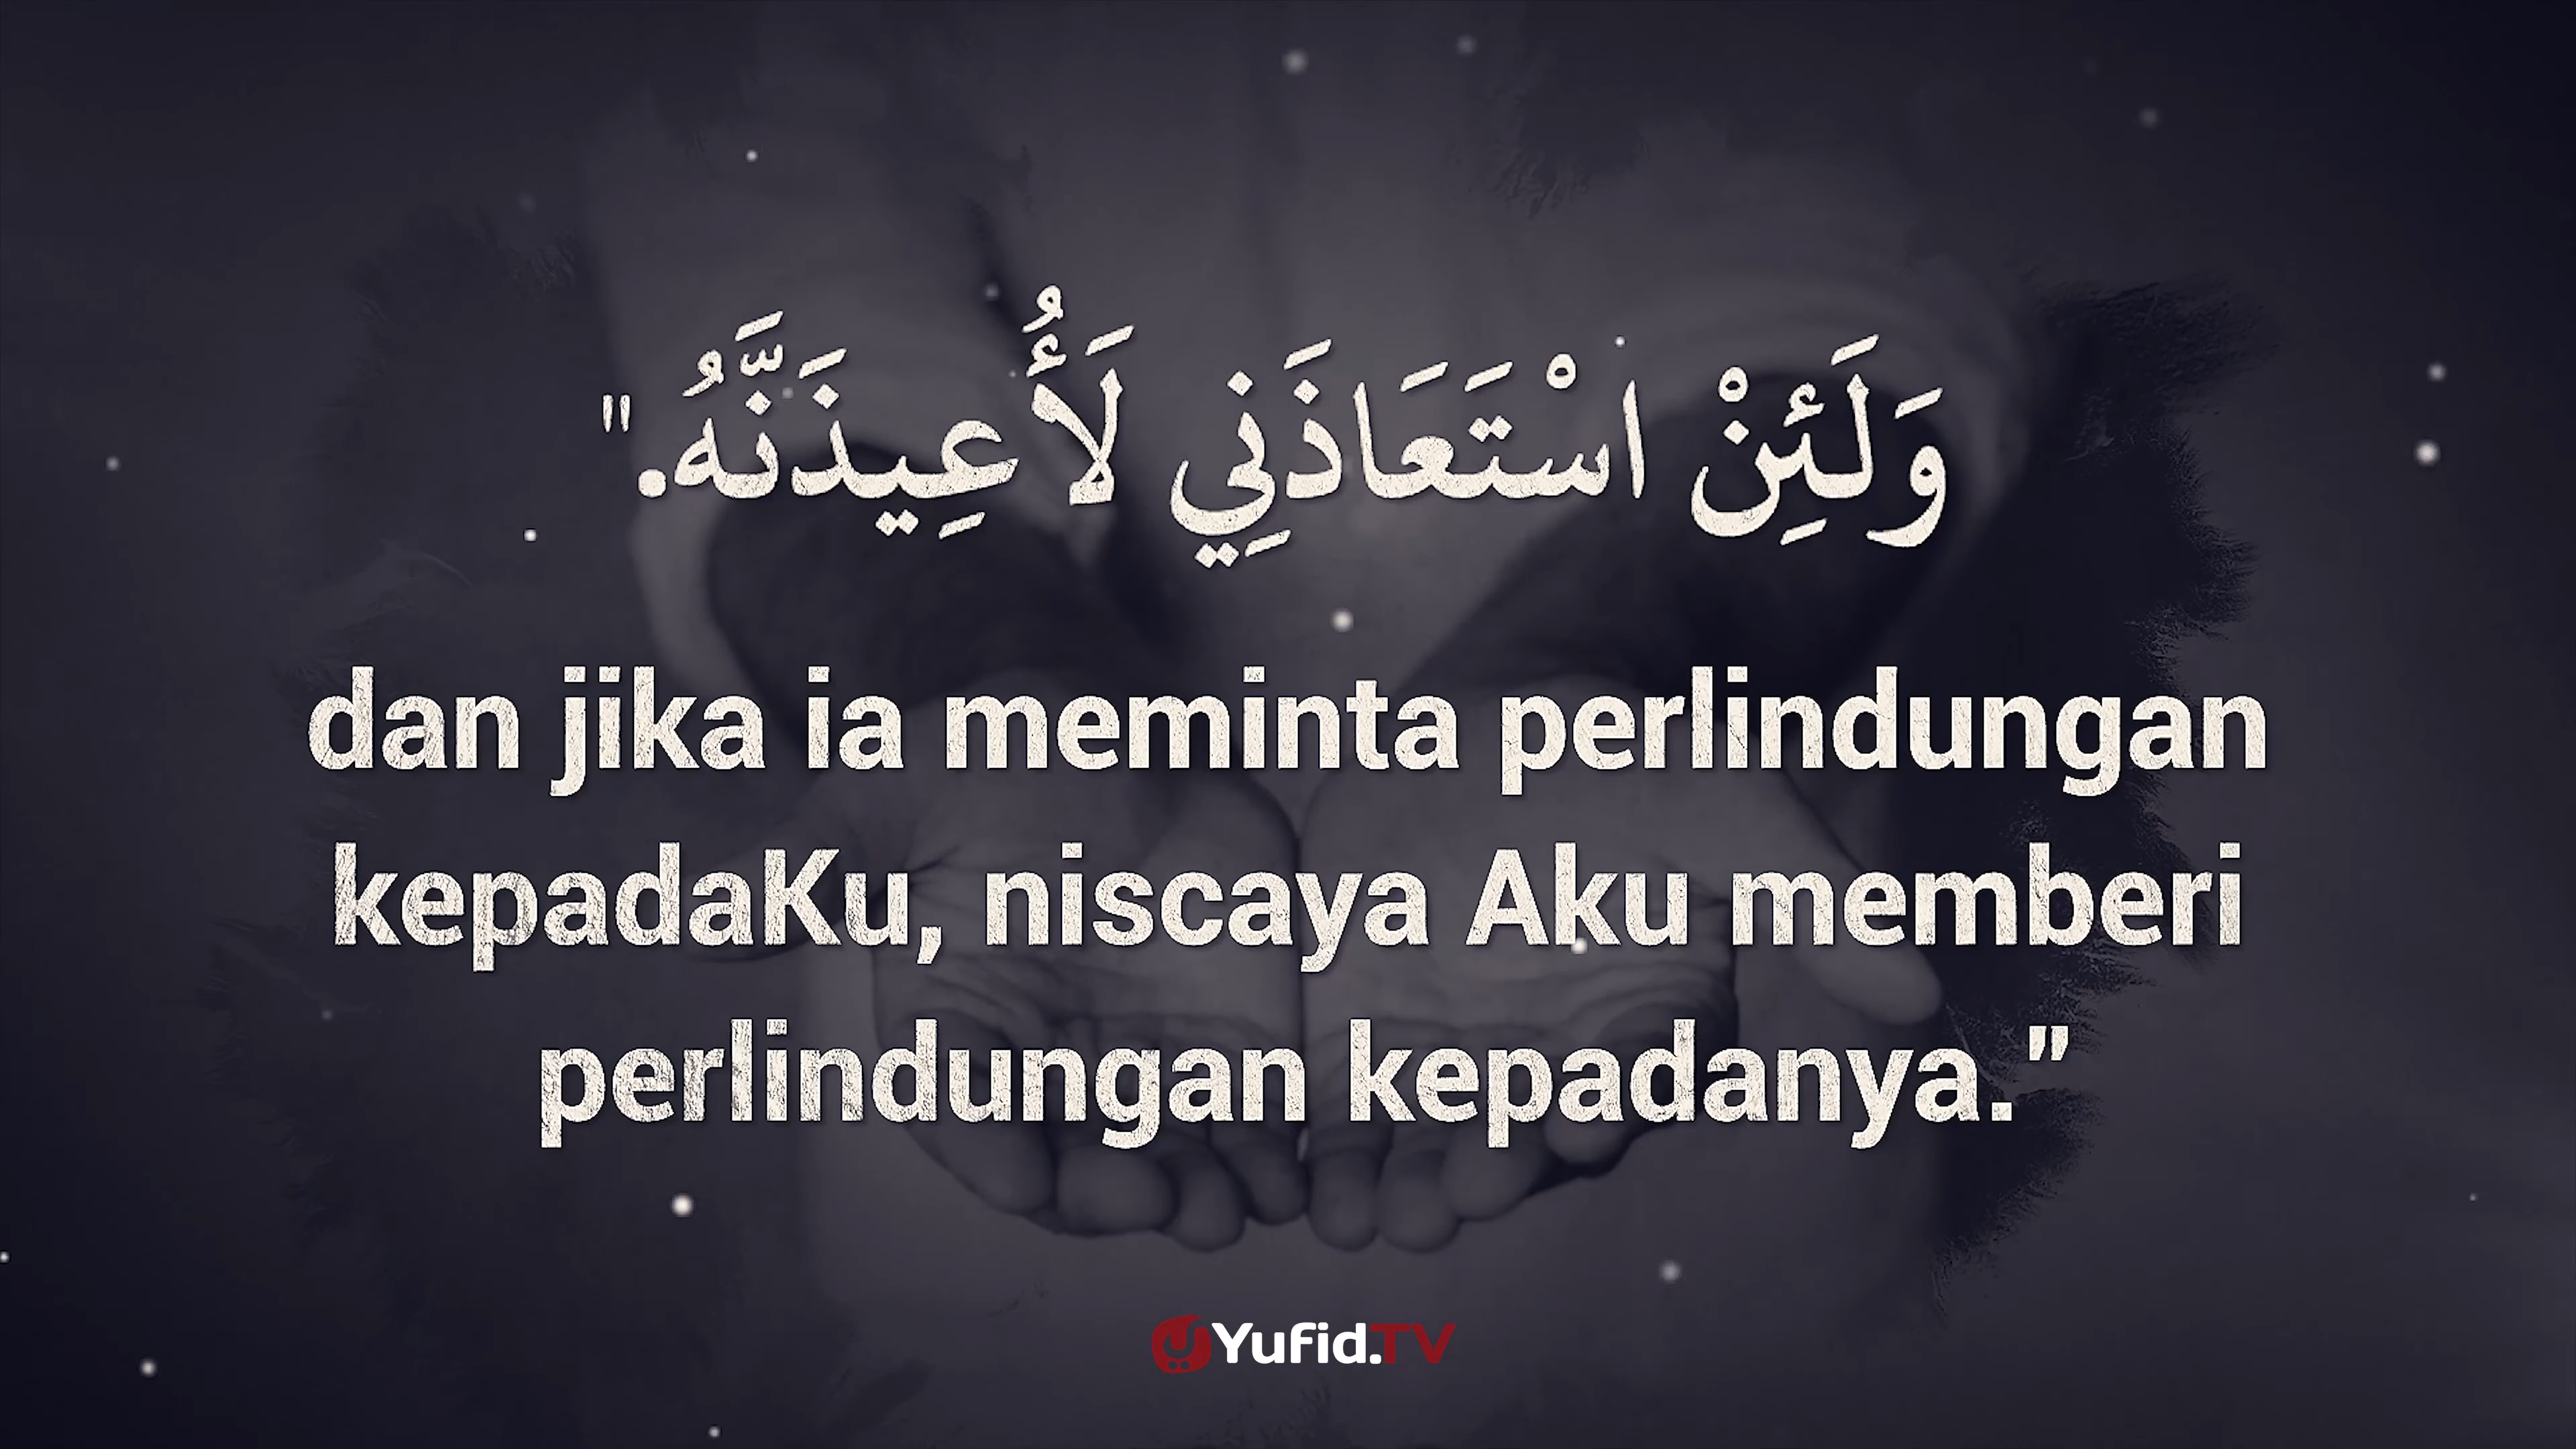 وَلَئِنْ اسْتَعَاذَنِي لَأُعِيذَنَّهُ."
dan jika ia meminta perlindungan
kepadaKu, niscaya Aku memberi
perlindungan kepadanya."
Yufid.TV